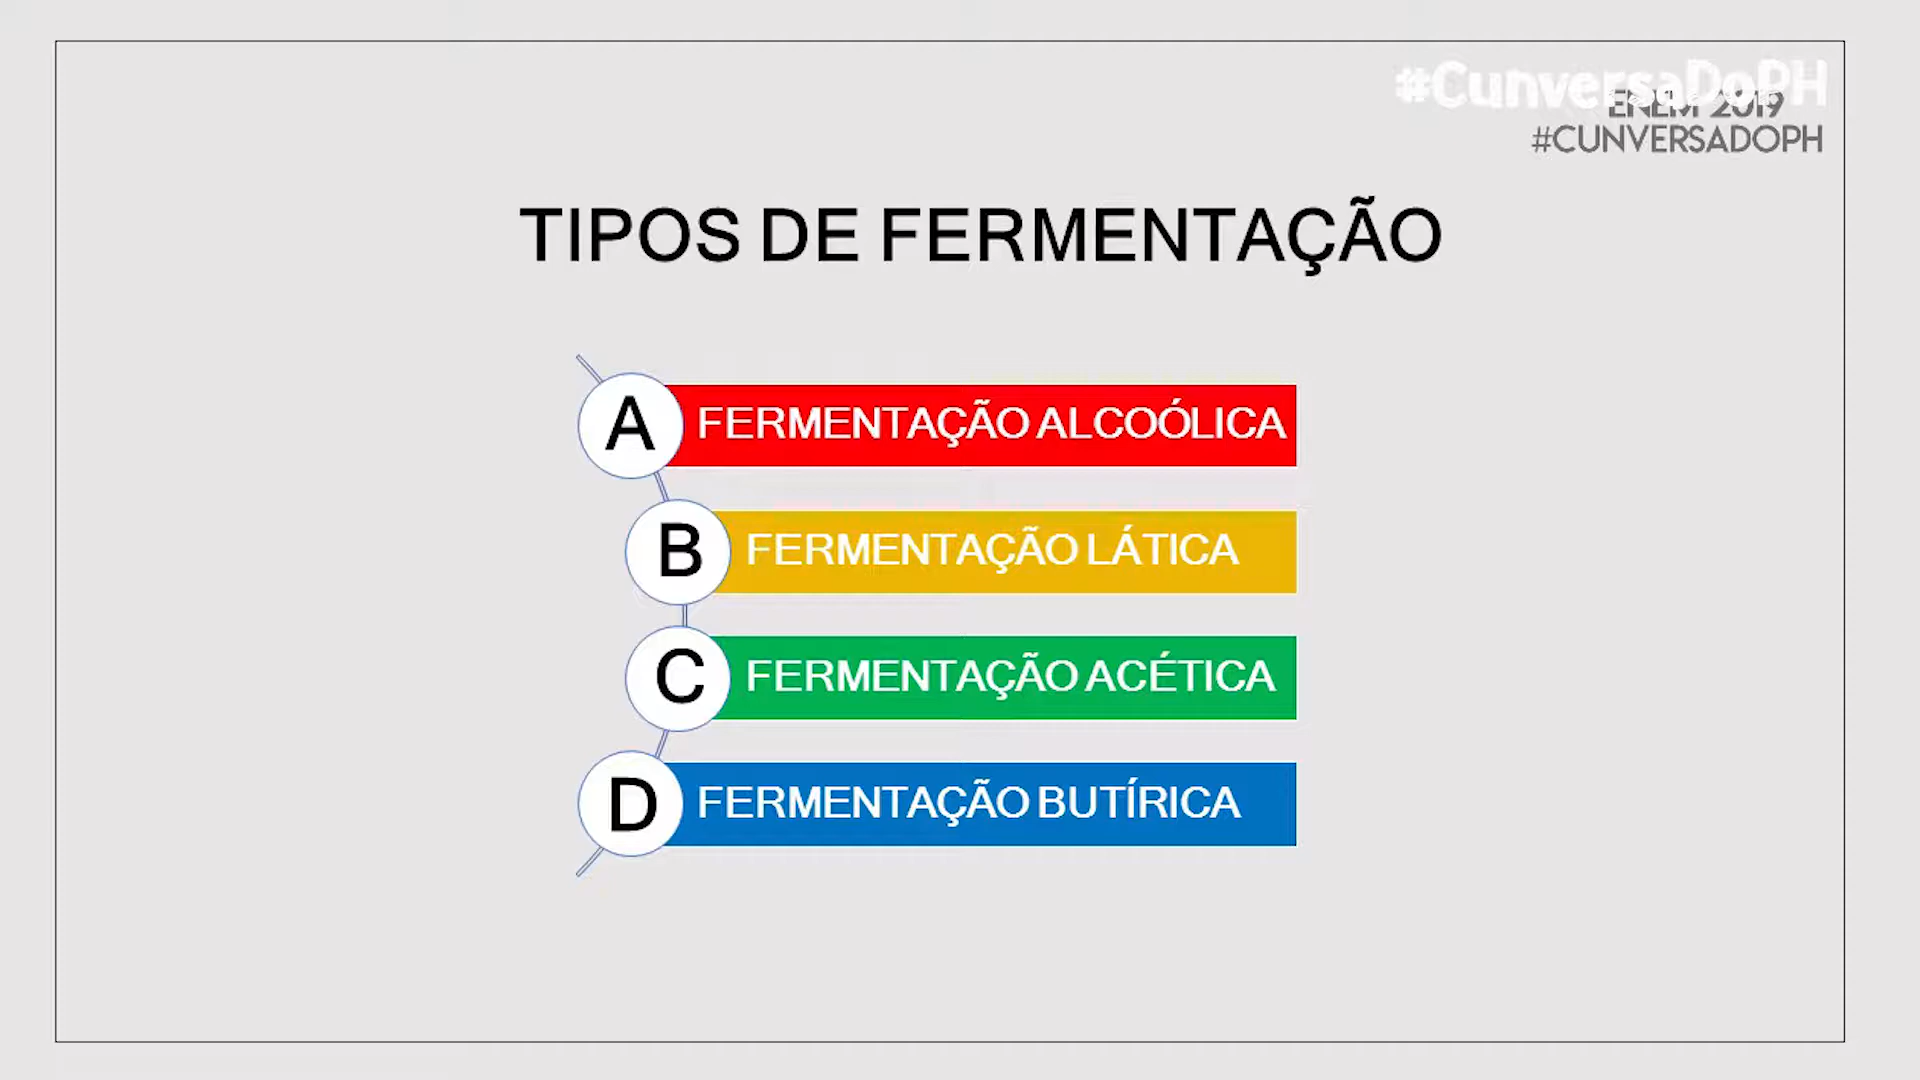 #CunversaDoPH
ENEM 2019
#CUNVERSADOPH
TIPOS DE FERMENTAÇÃO
A FERMENTAÇÃO ALCOÓLICA
B FERMENTAÇÃO LÁTICA
C FERMENTAÇÃO ACÉTICA
D FERMENTAÇÃO BUTÍRICA